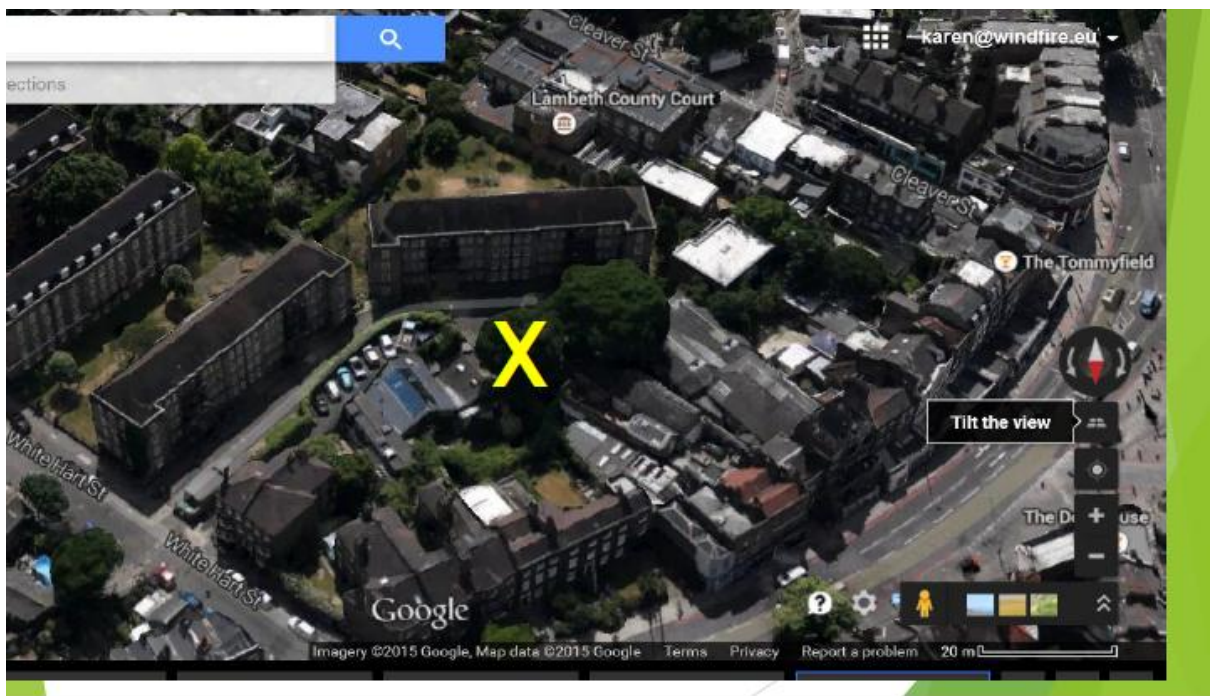 karen@windfire.eu
ections
Cleaver St
Lambeth County Court
Cleaver St
The Tommyfield
X
Tilt the view
White Hart St
White Hart St
Google
?
Imagery ©2015 Google, Map data ©2015 Google Terms Privacy Report a problem 20 m